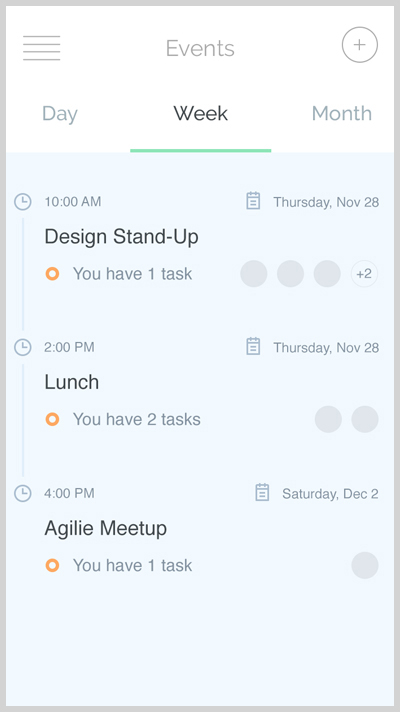 Events
Day Week Month
10:00 AM Thursday, Nov 28
Design Stand-Up
You have 1 task +2
2:00 PM Thursday, Nov 28
Lunch
You have 2 tasks
4:00 PM Saturday, Dec 2
Agilie Meetup
You have 1 task